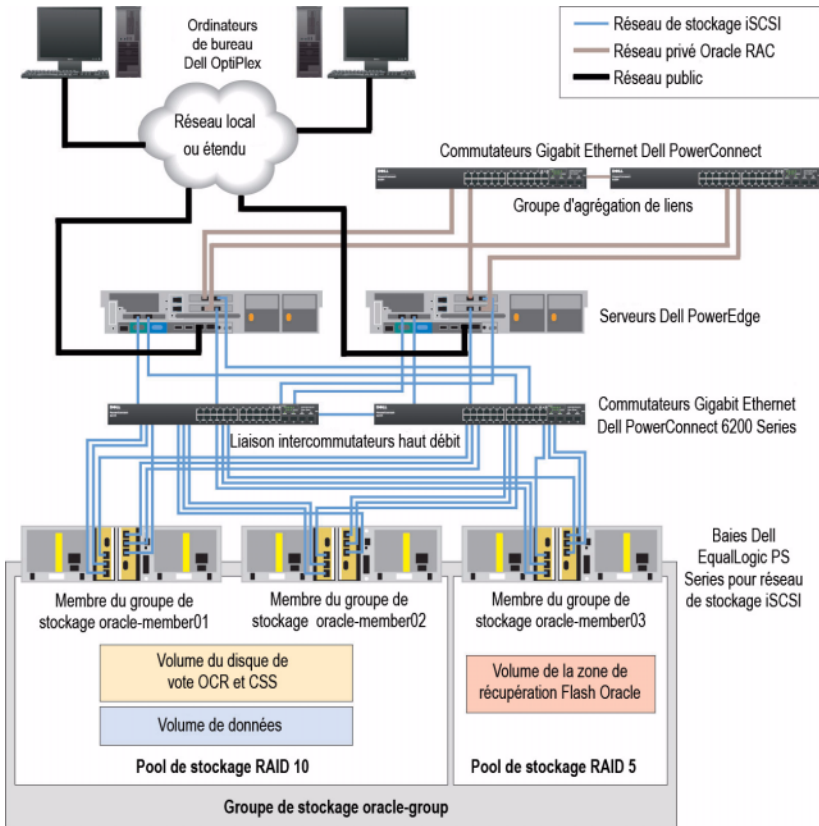 Ordinateurs
de bureau
Dell OptiPlex
Réseau de stockage iSCSI
Réseau privé Oracle RAC
Réseau public
Réseau local
ou étendu
Commutateurs Gigabit Ethernet Dell PowerConnect
Groupe d'agrégation de liens
Serveurs Dell PowerEdge
Commutateurs Gigabit Ethernet
Dell PowerConnect 6200 Series
Liaison intercommutateurs haut débit
Baies Dell
EqualLogic PS
Series pour réseau
de stockage iSCSI
Membre du groupe de
stockage oracle-member01
Membre du groupe de
stockage oracle-member02
Membre du groupe de
stockage oracle-member03
Volume du disque de
vote OCR et CSS
Volume de données
Volume de la zone de
récupération Flash Oracle
Pool de stockage RAID 10
Pool de stockage RAID 5
Groupe de stockage oracle-group